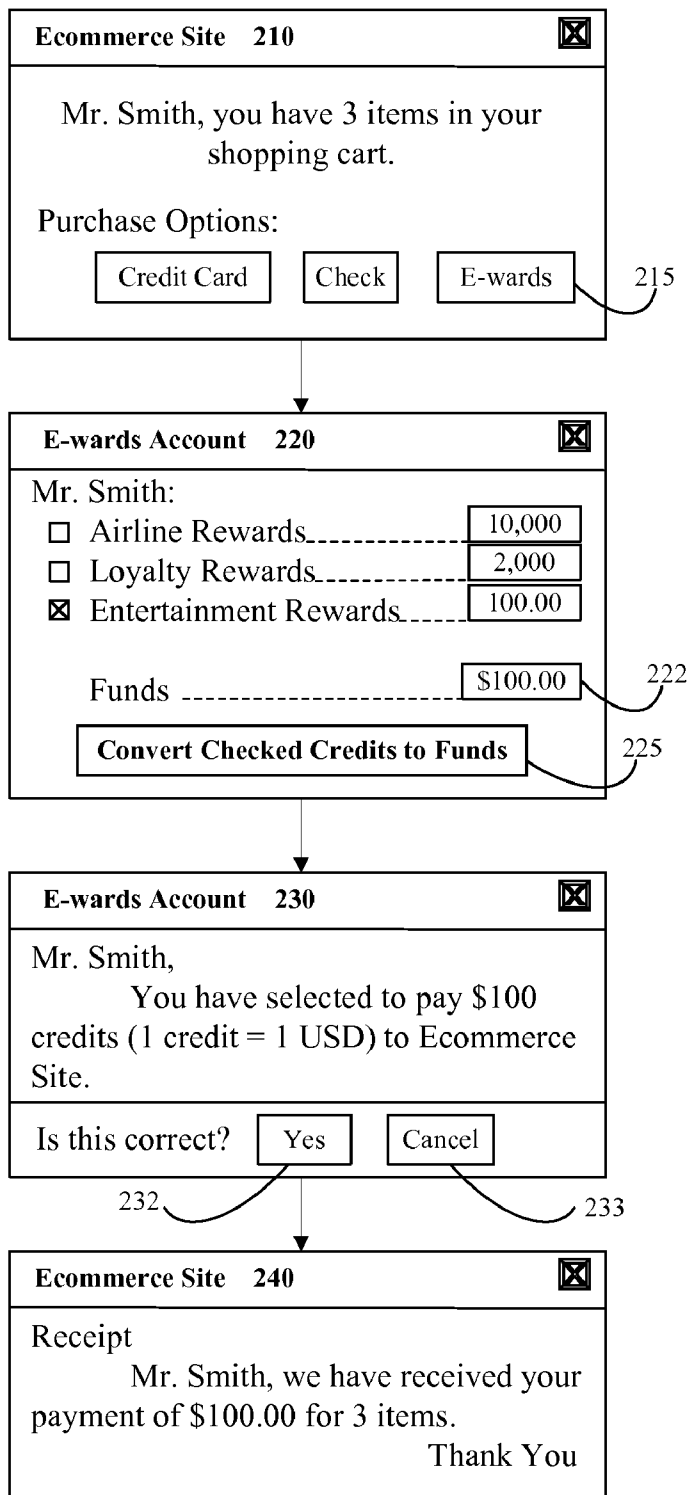 Ecommerce Site 210
Mr. Smith, you have 3 items in your
shopping cart.
Purchase Options:
Credit Card Check E-wards 215
E-wards Account 220
Mr. Smith:
Airline Rewards 10,000
Loyalty Rewards 2,000
Entertainment Rewards 100.00
Funds $100.00 222
Convert Checked Credits to Funds 225
E-wards Account 230
Mr. Smith,
You have selected to pay $100
credits (1 credit = 1 USD) to Ecommerce
Site.
Is this correct? Yes Cancel
232 233
Ecommerce Site 240
Receipt
Mr. Smith, we have received your
payment of $100.00 for 3 items.
Thank You